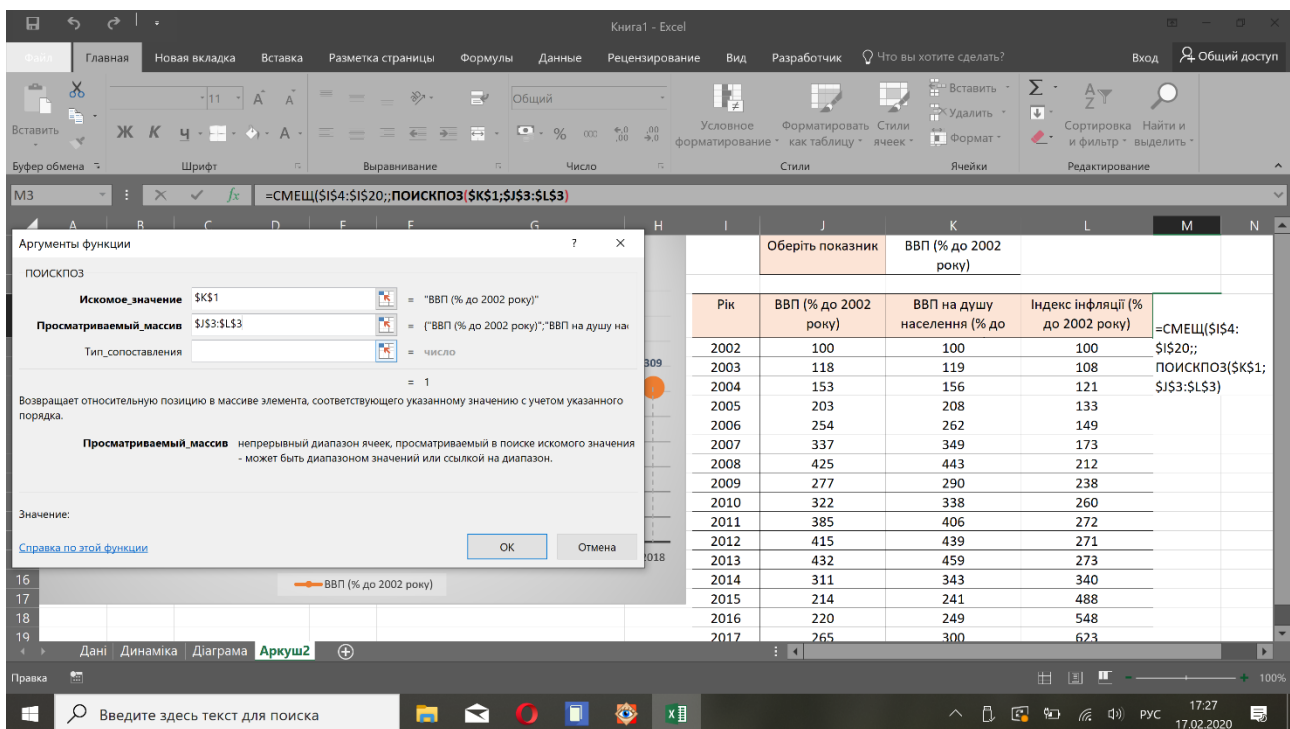 Книга1 - Excel
Файл Главная Новая вкладка Вставка Разметка страницы Формулы Данные Рецензирование Вид Разработчик Что вы хотите сделать? Вход Общий доступ
11 А А Общий Вставить
Удалить
Вставить Ж К Ч А % 000 Условное Форматировать Стили Формат Сортировка Найти и
форматирование как таблицу ячеек и фильтр выделить
Буфер обмена Шрифт Выравнивание Число Стили Ячейки Редактирование
M3 fx =СМЕЩ($I$4:$I$20;;ПОИСКПОЗ($K$1;$J$3:$L$3)
A B C D E F G H I J K L M N
Аргументы функции ? ×
ПОИСКПОЗ
Искомое_значение $K$1 = "ВВП (% до 2002 року)"
Просматриваемый_массив $J$3:$L$3 = {"ВВП (% до 2002 року)";"ВВП на душу нас
Тип_сопоставления = число
= 1
Возвращает относительную позицию в массиве элемента, соответствующего указанному значению с учетом указанного
порядка.
Просматриваемый_массив непрерывный диапазон ячеек, просматриваемый в поиске искомого значения
- может быть диапазоном значений или ссылкой на диапазон.
Значение:
Справка по этой функции
ОК Отмена
309
2018
ВВП (% до 2002 року)
16
17
18
19
Оберіть показник ВВП (% до 2002
року)
Рік ВВП (% до 2002 ВВП на душу Індекс інфляції (%
року) населення (% до до 2002 року)
2002 100 100 100
2003 118 119 108
2004 153 156 121
2005 203 208 133
2006 254 262 149
2007 337 349 173
2008 425 443 212
2009 277 290 238
2010 322 338 260
2011 385 406 272
2012 415 439 271
2013 432 459 273
2014 311 343 340
2015 214 241 488
2016 220 249 548
2017 265 300 623
=СМЕЩ($I$4:
$I$20;;
ПОИСКПОЗ($K$1;
$J$3:$L$3)
Дані Динаміка Діаграма Аркуш2
Правка 100%
Введите здесь текст для поиска РУС 17:27
17.02.2020